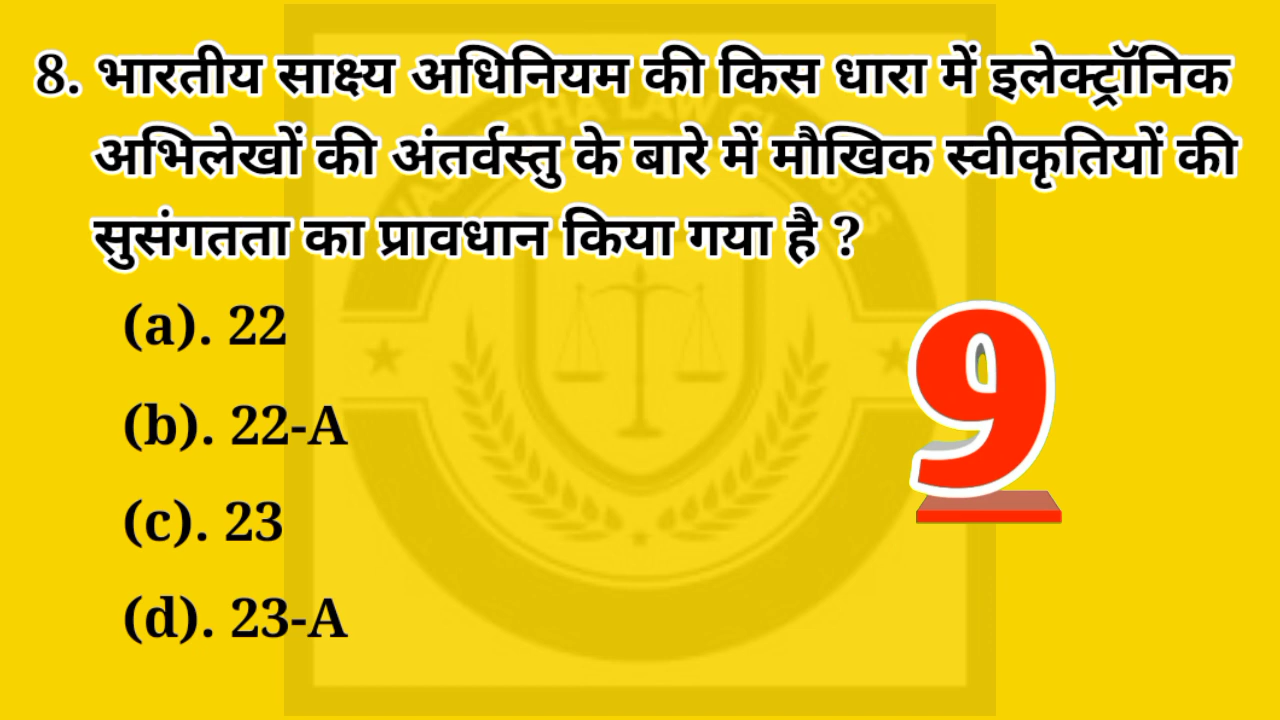 8. भारतीय साक्ष्य अधिनियम की किस धारा में इलेक्ट्रॉनिक
अभिलेखों की अंतर्वस्तु के बारे में मौखिक स्वीकृतियों की
सुसंगतता का प्रावधान किया गया है ?
(a). 22
(b). 22-A
(c). 23
(d). 23-A
9